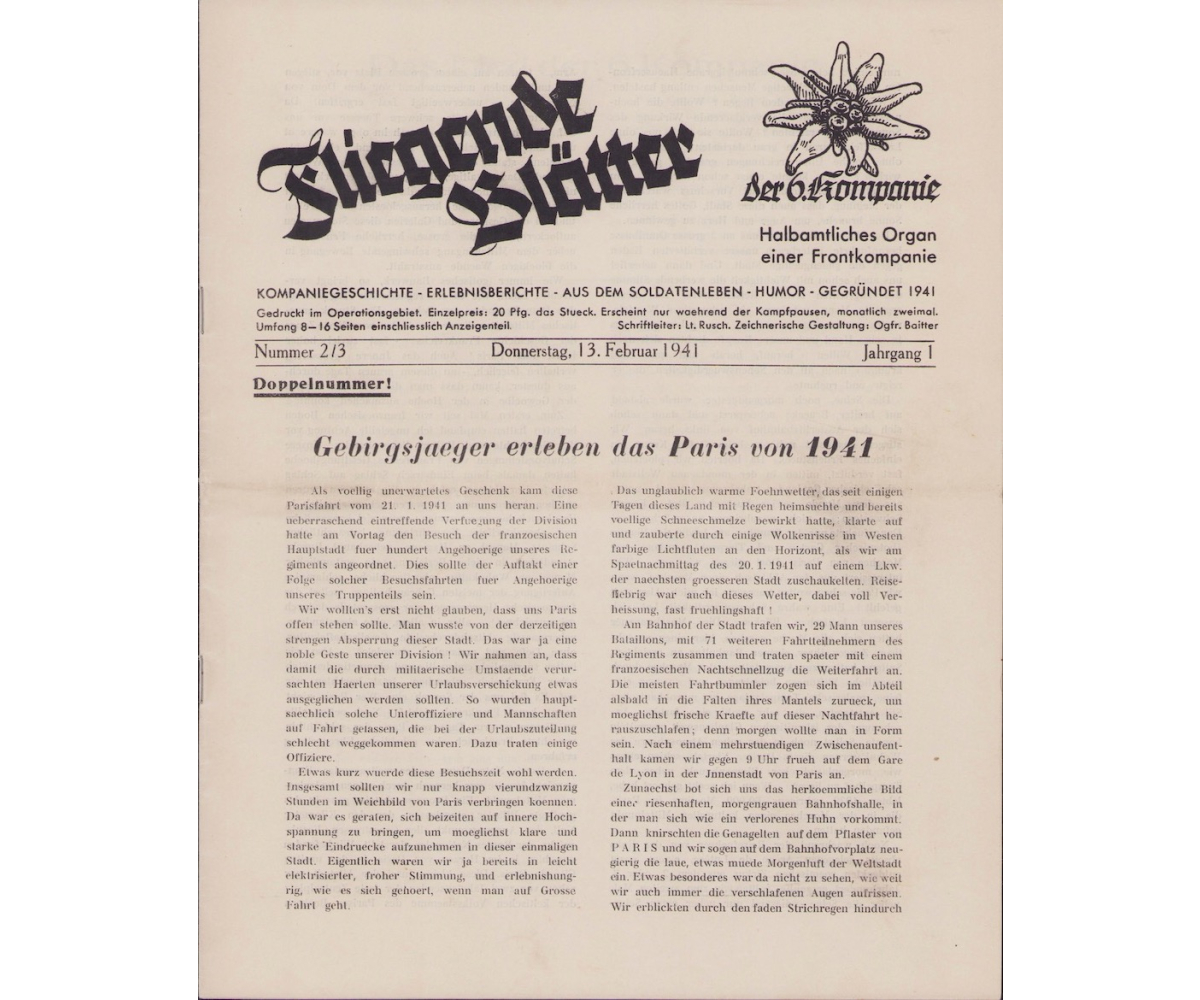 Fliegende
Blätter
der 6. Kompanie
Halbamtliches Organ
einer Frontkompanie
KOMPANIEGESCHICHTE - ERLEBNISBERICHTE - AUS DEM SOLDATENLEBEN - HUMOR - GEGRÜNDET 1941
Gedruckt im Operationsgebiet. Einzelpreis: 20 Pfg. das Stueck. Erscheint nur waehrend der Kampfpausen, monatlich zweimal.
Umfang 8—16 Seiten einschliesslich Anzeigenteil. Schriftleiter: Lt. Rusch. Zeichnerische Gestaltung: Ogfr. Baitter
Nummer 2/3 Donnerstag, 13. Februar 1941 Jahrgang 1
Doppelnummer!
Gebirgsjaeger erleben das Paris von 1941
Als voellig unerwartetes Geschenk kam diese
Parisfahrt vom 21. 1. 1941 an uns heran. Eine
ueberraschend eintreffende Verfuegung der Division
hatte am Vortag den Besuch der franzoesischen
Hauptstadt fuer hundert Angehoerige unseres Re-
giments angeordnet. Dies sollte der Auftakt einer
Folge solcher Besuchsfahrten fuer Angehoerige
unseres Truppenteils sein.
Wir wollten's erst nicht glauben, dass uns Paris
offen stehen sollte. Man wusste von der derzeitigen
strengen Absperrung dieser Stadt. Das war ja eine
noble Geste unserer Division ! Wir nahmen an, dass
damit die durch militaerische Umstaende verur-
sachten Haerten unserer Urlaubsverschickung etwas
ausgeglichen werden sollten. So wurden haupt-
saechlich solche Unteroffiziere und Mannschaften
auf Fahrt gelassen, die bei der Urlaubszuteilung
schlecht weggekommen waren. Dazu traten einige
Offiziere.
Etwas kurz wuerde diese Besuchszeit wohl werden.
Insgesamt sollten wir nur knapp vierundzwanzig
Stunden im Weichbild von Paris verbringen koennen.
Da war es geraten, sich beizeiten auf innere Hoch-
spannung zu bringen, um moeglichst klare und
starke Eindruecke aufzunehmen in dieser einmaligen
Stadt. Eigentlich waren wir ja bereits in leicht
elektrisierter, froher Stimmung, und erlebnishung-
rig, wie es sich gehoert, wenn man auf Grosse
Fahrt geht.
Das unglaublich warme Foehnwetter, das seit einigen
Tagen dieses Land mit Regen heimsuchte und bereits
voellige Schneeschmelze bewirkt hatte, klarte auf
und zauberte durch einige Wolkenrisse im Westen
farbige Lichtfluten an den Horizont, als wir am
Spaetnachmittag des 20. 1. 1941 auf einem Lkw.
der naechsten groesseren Stadt zuschaukelten. Reise-
fiebrig war auch dieses Wetter, dabei voll Ver-
heissung, fast fruehlingshaft !
Am Bahnhof der Stadt trafen wir, 29 Mann unseres
Bataillons, mit 71 weiteren Fahrtteilnehmern des
Regiments zusammen und traten spaeter mit einem
franzoesischen Nachtschnellzug die Weiterfahrt an.
Die meisten Fahrtbummler zogen sich im Abteil
alsbald in die Falten ihres Mantels zurueck, um
moeglichst frische Kraefte auf dieser Nachtfahrt he-
rauszuschlafen; denn morgen wollte man in Form
sein. Nach einem mehrstuendigen Zwischenaufent-
halt kamen wir gegen 9 Uhr frueh auf dem Gare
de Lyon in der Jnnenstadt von Paris an.
Zunaechst bot sich uns das herkoemmliche Bild
einer riesenhaften, morgengrauen Bahnhofshalle, in
der man sich wie ein verlorenes Huhn vorkommt.
Dann knirschten die Genagelten auf dem Pflaster von
PARIS und wir sogen auf dem Bahnhofvorplatz neu-
gierig die laue, etwas muede Morgenluft der Weltstadt
ein. Etwas besonderes war da nicht zu sehen, wie weit
wir auch immer die verschlafenen Augen aufrissen.
Wir erblickten durch den faden Strichregen hindurch